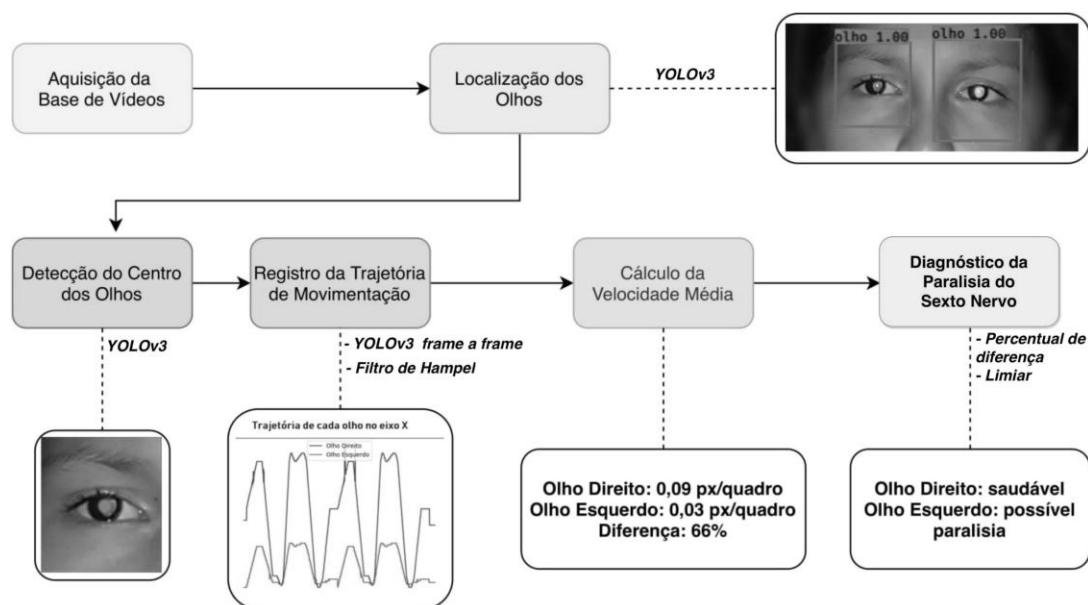 Aquisição da
Base de Vídeos
Localização dos
Olhos
YOLOv3
olho 1.00
olho 1.00
Detecção do Centro
dos Olhos
Registro da Trajetória
de Movimentação
Cálculo da
Velocidade Média
Diagnóstico da
Paralisia do
Sexto Nervo
YOLOv3
- YOLOv3 frame a frame
- Filtro de Hampel
- Percentual de
diferença
- Limiar
Trajetória de cada olho no eixo X
Olho Direito
Olho Esquerdo
Olho Direito: 0,09 px/quadro
Olho Esquerdo: 0,03 px/quadro
Diferença: 66%
Olho Direito: saudável
Olho Esquerdo: possível
paralisia